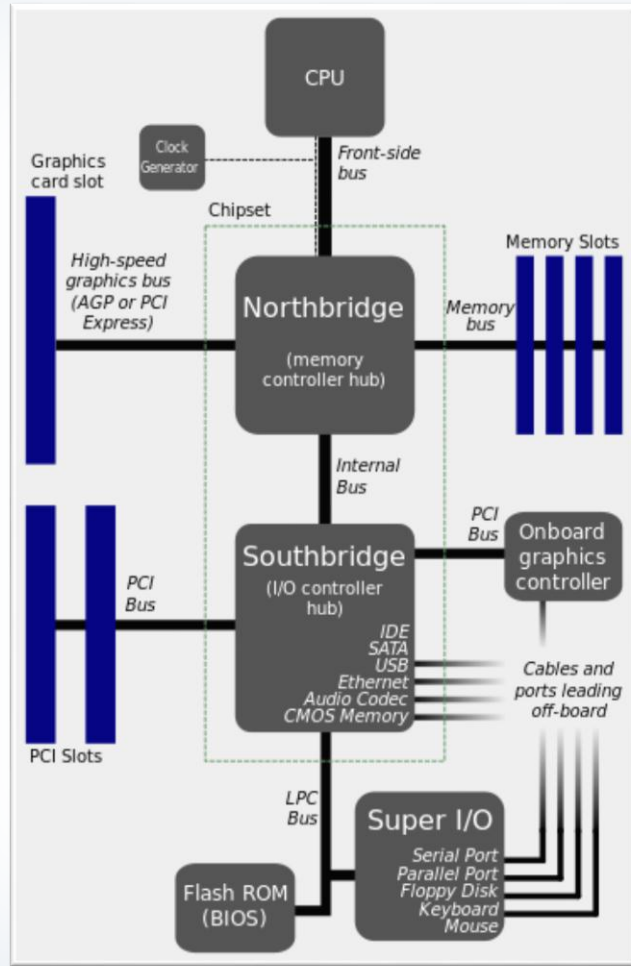 CPU
Clock
Generator
Front-side
bus
Graphics
card slot
Chipset
High-speed
graphics bus
(AGP or PCI
Express)
Northbridge
(memory
controller hub)
Memory
bus
Memory Slots
Internal
Bus
PCI
Bus
Southbridge
(I/O controller
hub)
IDE
SATA
USB
Ethernet
Audio Codec
CMOS Memory
PCI
Bus
Onboard
graphics
controller
Cables and
ports leading
off-board
PCI Slots
LPC
Bus
Super I/O
Serial Port
Parallel Port
Floppy Disk
Keyboard
Mouse
Flash ROM
(BIOS)